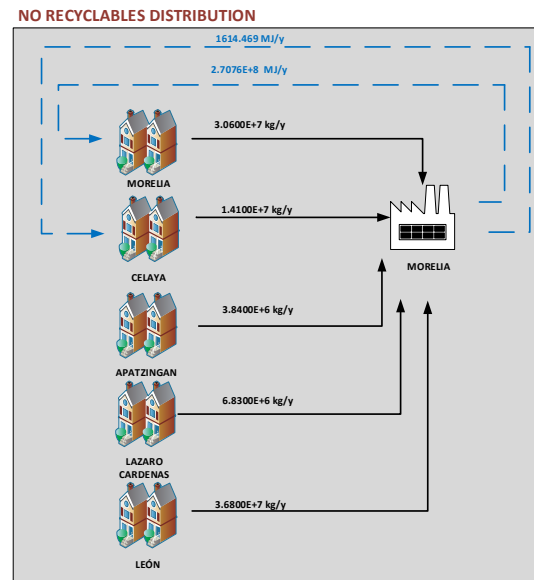 NO RECYCLABLES DISTRIBUTION
1614.469 MJ/y
2.7076E+8 MJ/y
3.0600E+7 kg/y
MORELIA
1.4100E+7 kg/y
MORELIA
CELAYA
3.8400E+6 kg/y
APATZINGAN
6.8300E+6 kg/y
LAZARO
CARDENAS
3.6800E+7 kg/y
LEÓN